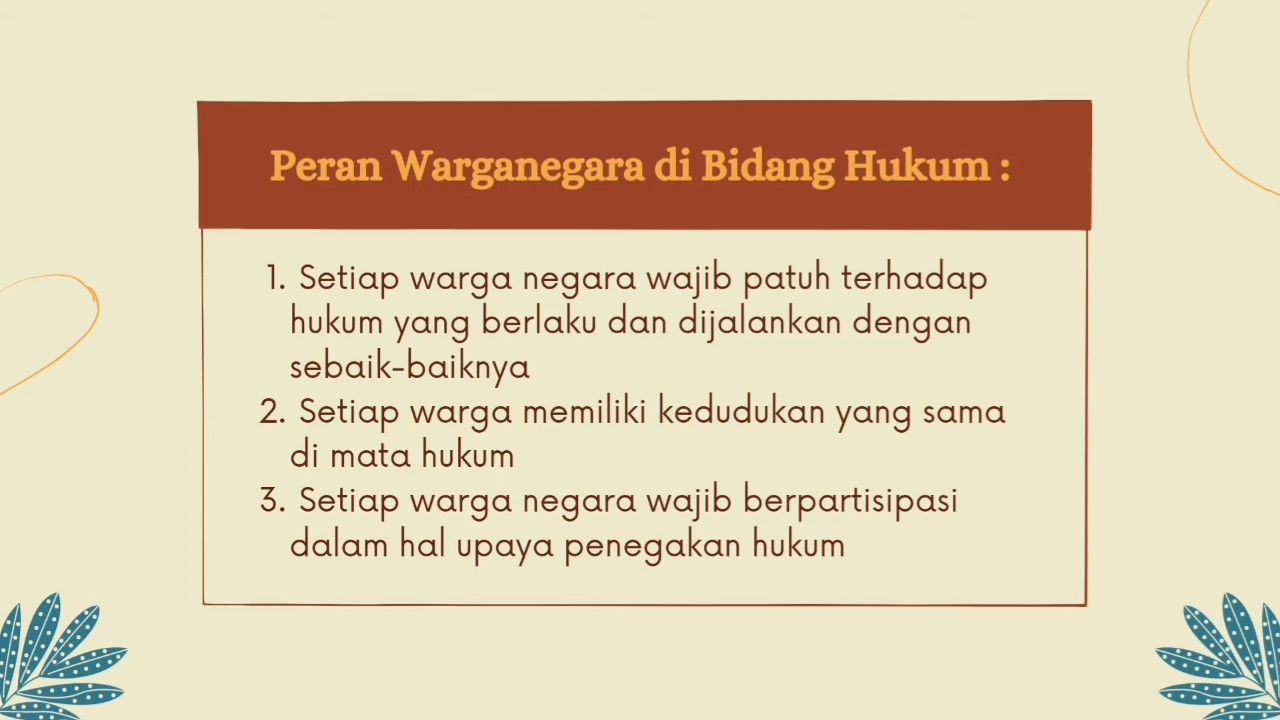 Peran Warganegara di Bidang Hukum :
1. Setiap warga negara wajib patuh terhadap
hukum yang berlaku dan dijalankan dengan
sebaik-baiknya
2. Setiap warga memiliki kedudukan yang sama
di mata hukum
3. Setiap warga negara wajib berpartisipasi
dalam hal upaya penegakan hukum